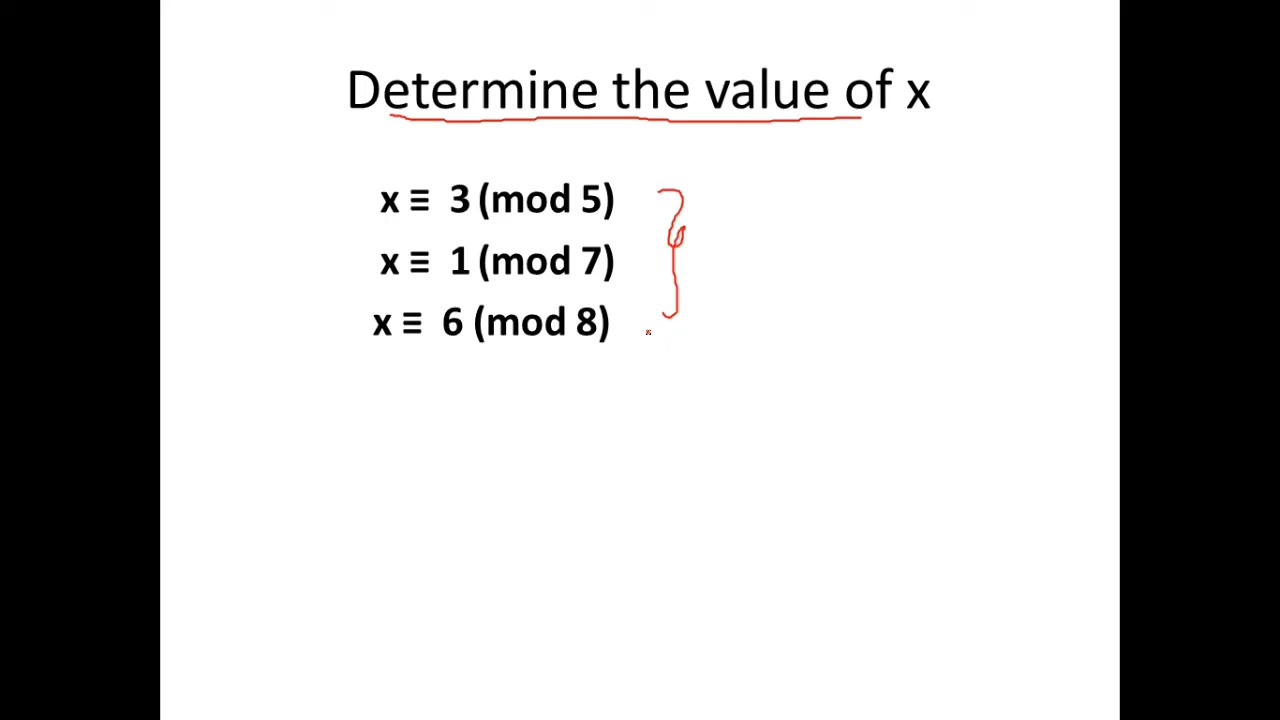 Determine the value of x
x ≡ 3 (mod 5)
x ≡ 1 (mod 7)
x ≡ 6 (mod 8)